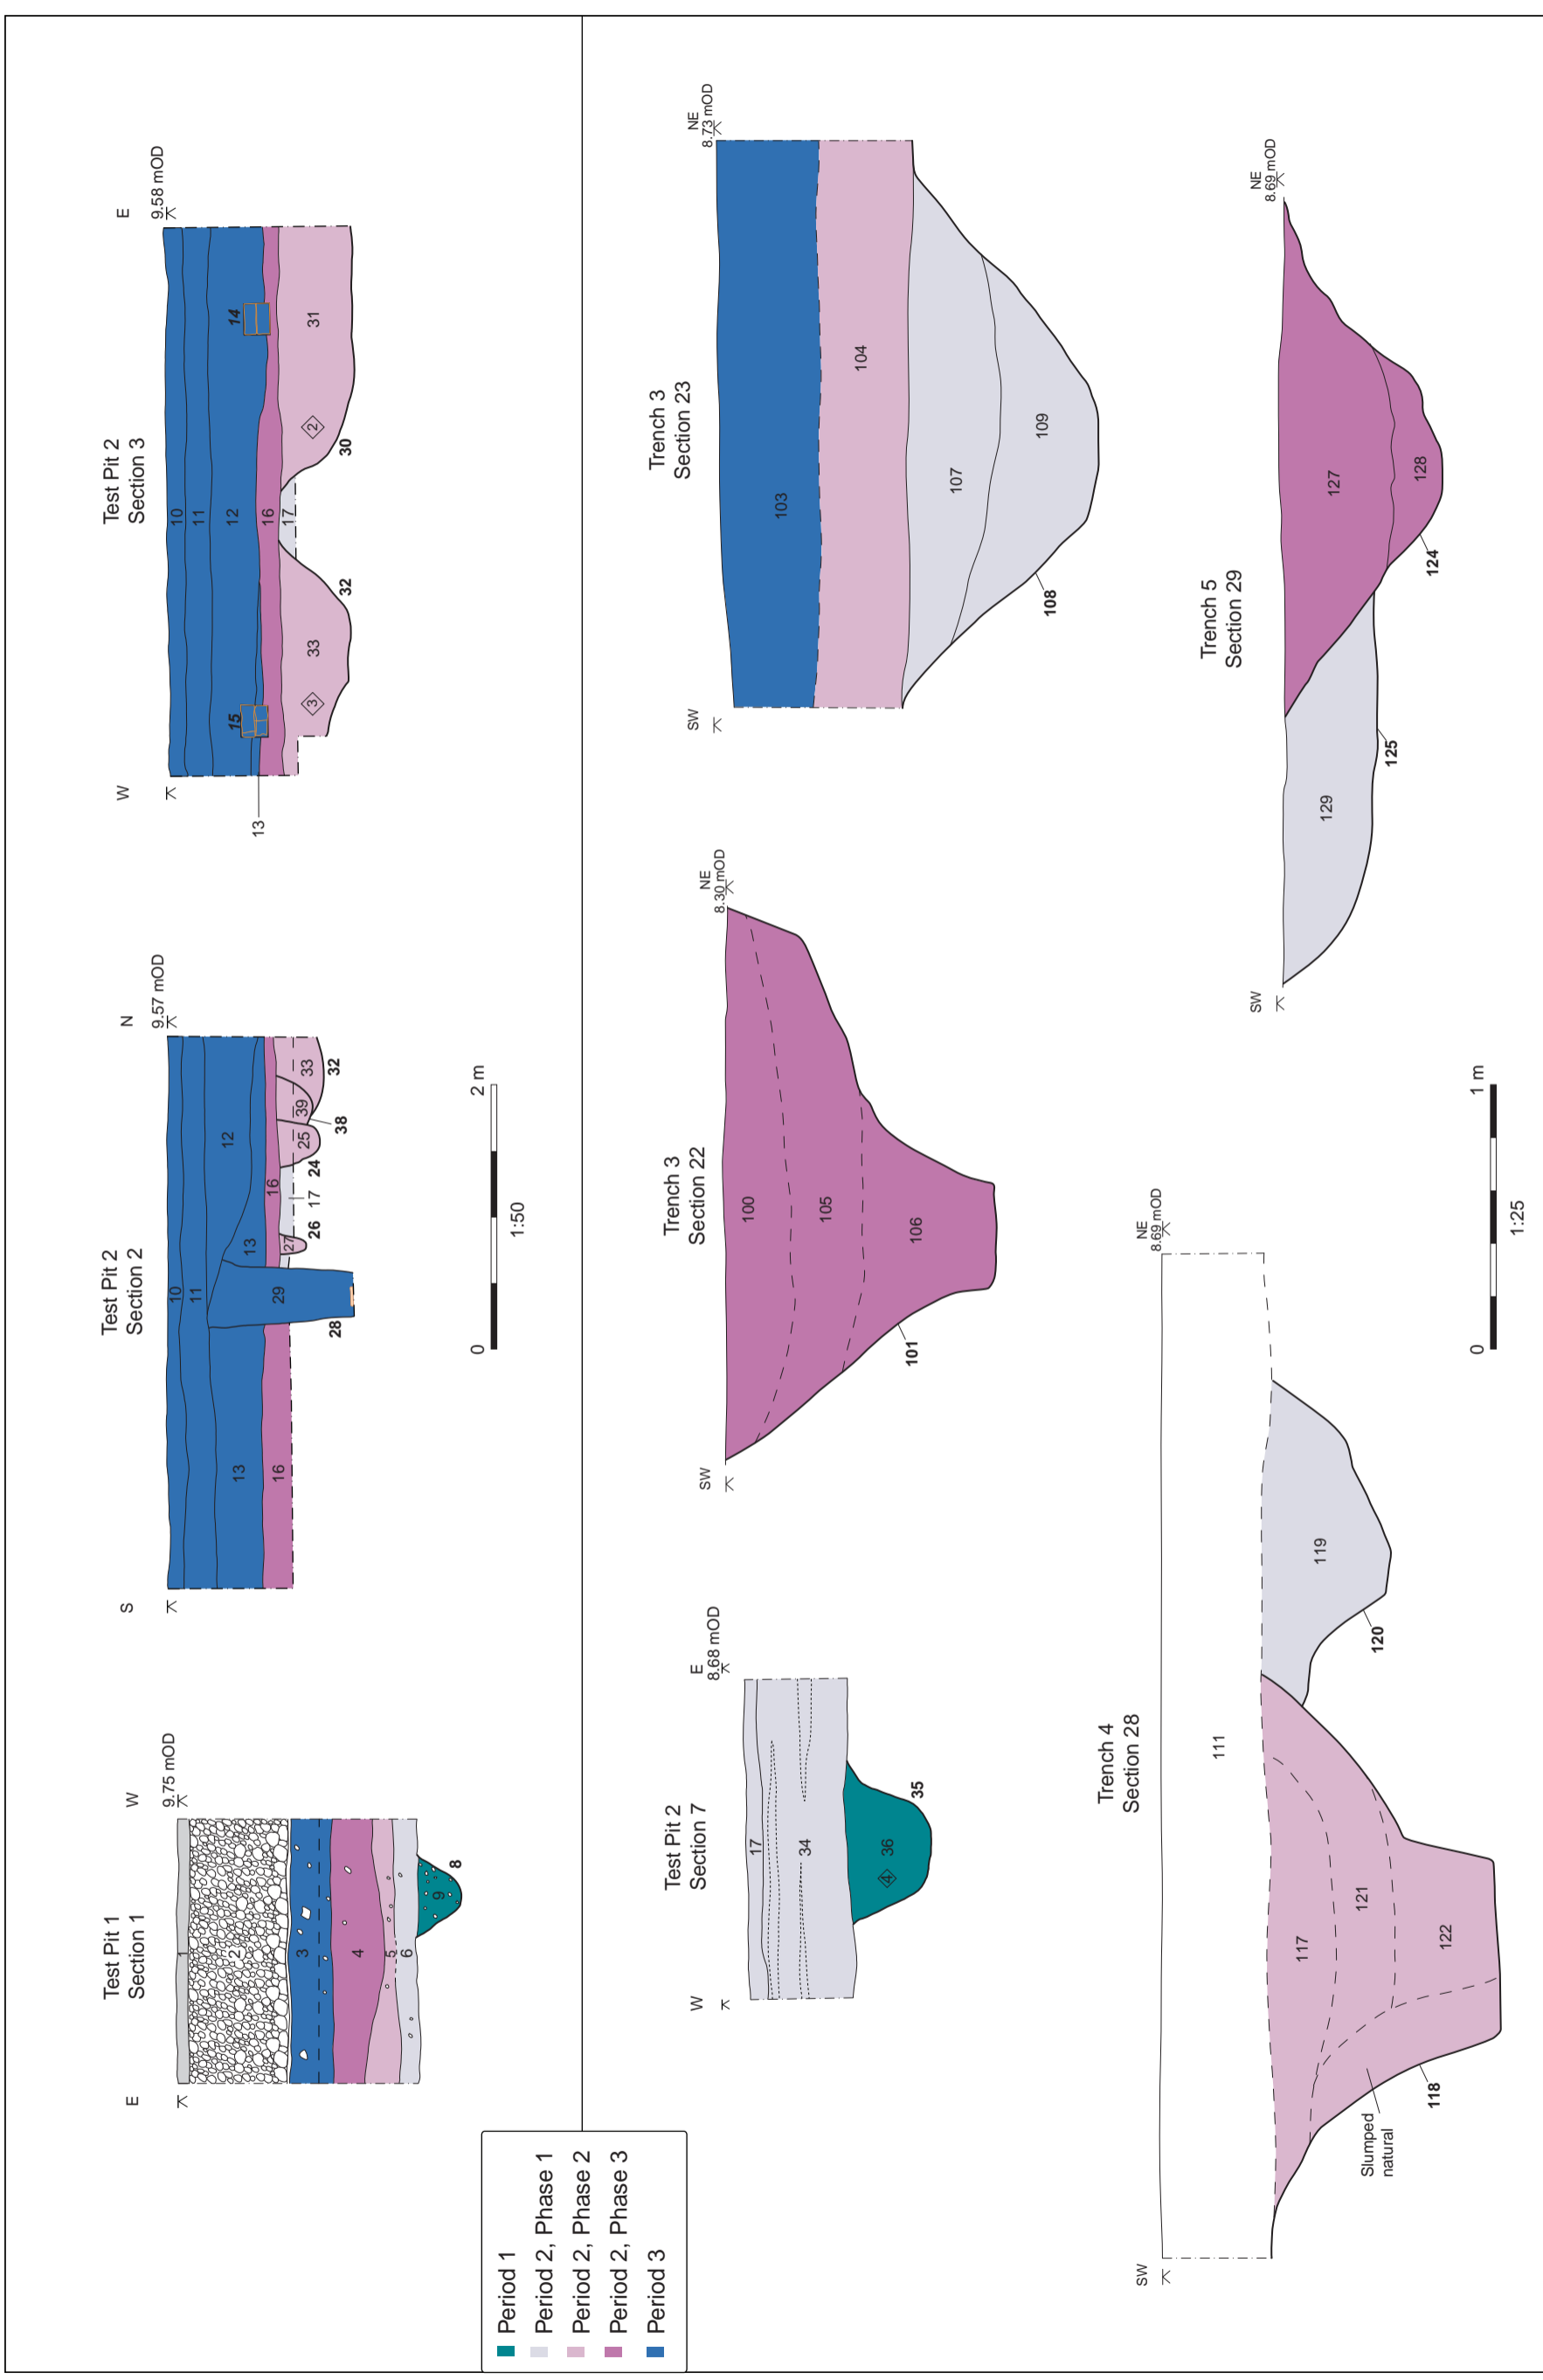 Test Pit 1
Section 1
E
W
9.75 mOD
1
2
3
4
5
6
9
8
Test Pit 2
Section 2
S
N
9.57 mOD
10
11
12
13
13
16
16
29
28
27
26
17
24
25
39
38
33
32
Test Pit 2
Section 3
W
E
9.58 mOD
10
11
12
13
14
15
16
17
31
2
30
32
33
3
0
2 m
1:50
Period 1
Period 2, Phase 1
Period 2, Phase 2
Period 2, Phase 3
Period 3
Test Pit 2
Section 7
W
E
8.68 mOD
17
34
36
4
35
Trench 3
Section 22
SW
NE
8.30 mOD
100
105
106
101
Trench 3
Section 23
SW
NE
8.73 mOD
103
104
107
109
108
Trench 4
Section 28
SW
NE
8.69 mOD
111
117
121
122
118
119
120
Slumped
natural
Trench 5
Section 29
SW
NE
8.69 mOD
127
128
129
124
125
0
1 m
1:25